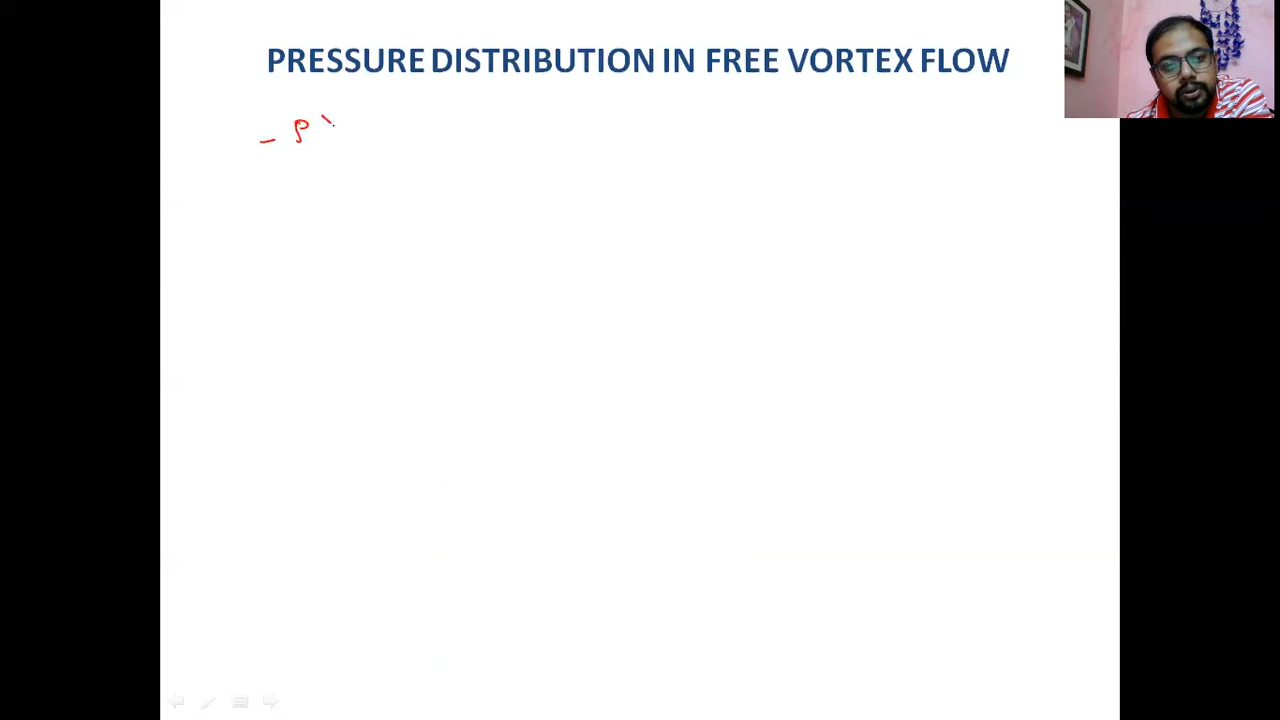 PRESSURE DISTRIBUTION IN FREE VORTEX FLOW
- ρ